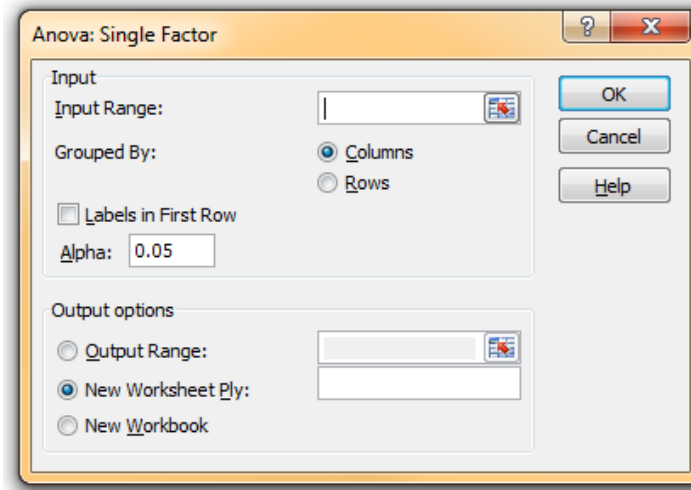 Anova: Single Factor
?
X
Input
Input Range:
Grouped By:
Columns
Rows
Labels in First Row
Alpha: 0.05
OK
Cancel
Help
Output options
Output Range:
New Worksheet Ply:
New Workbook